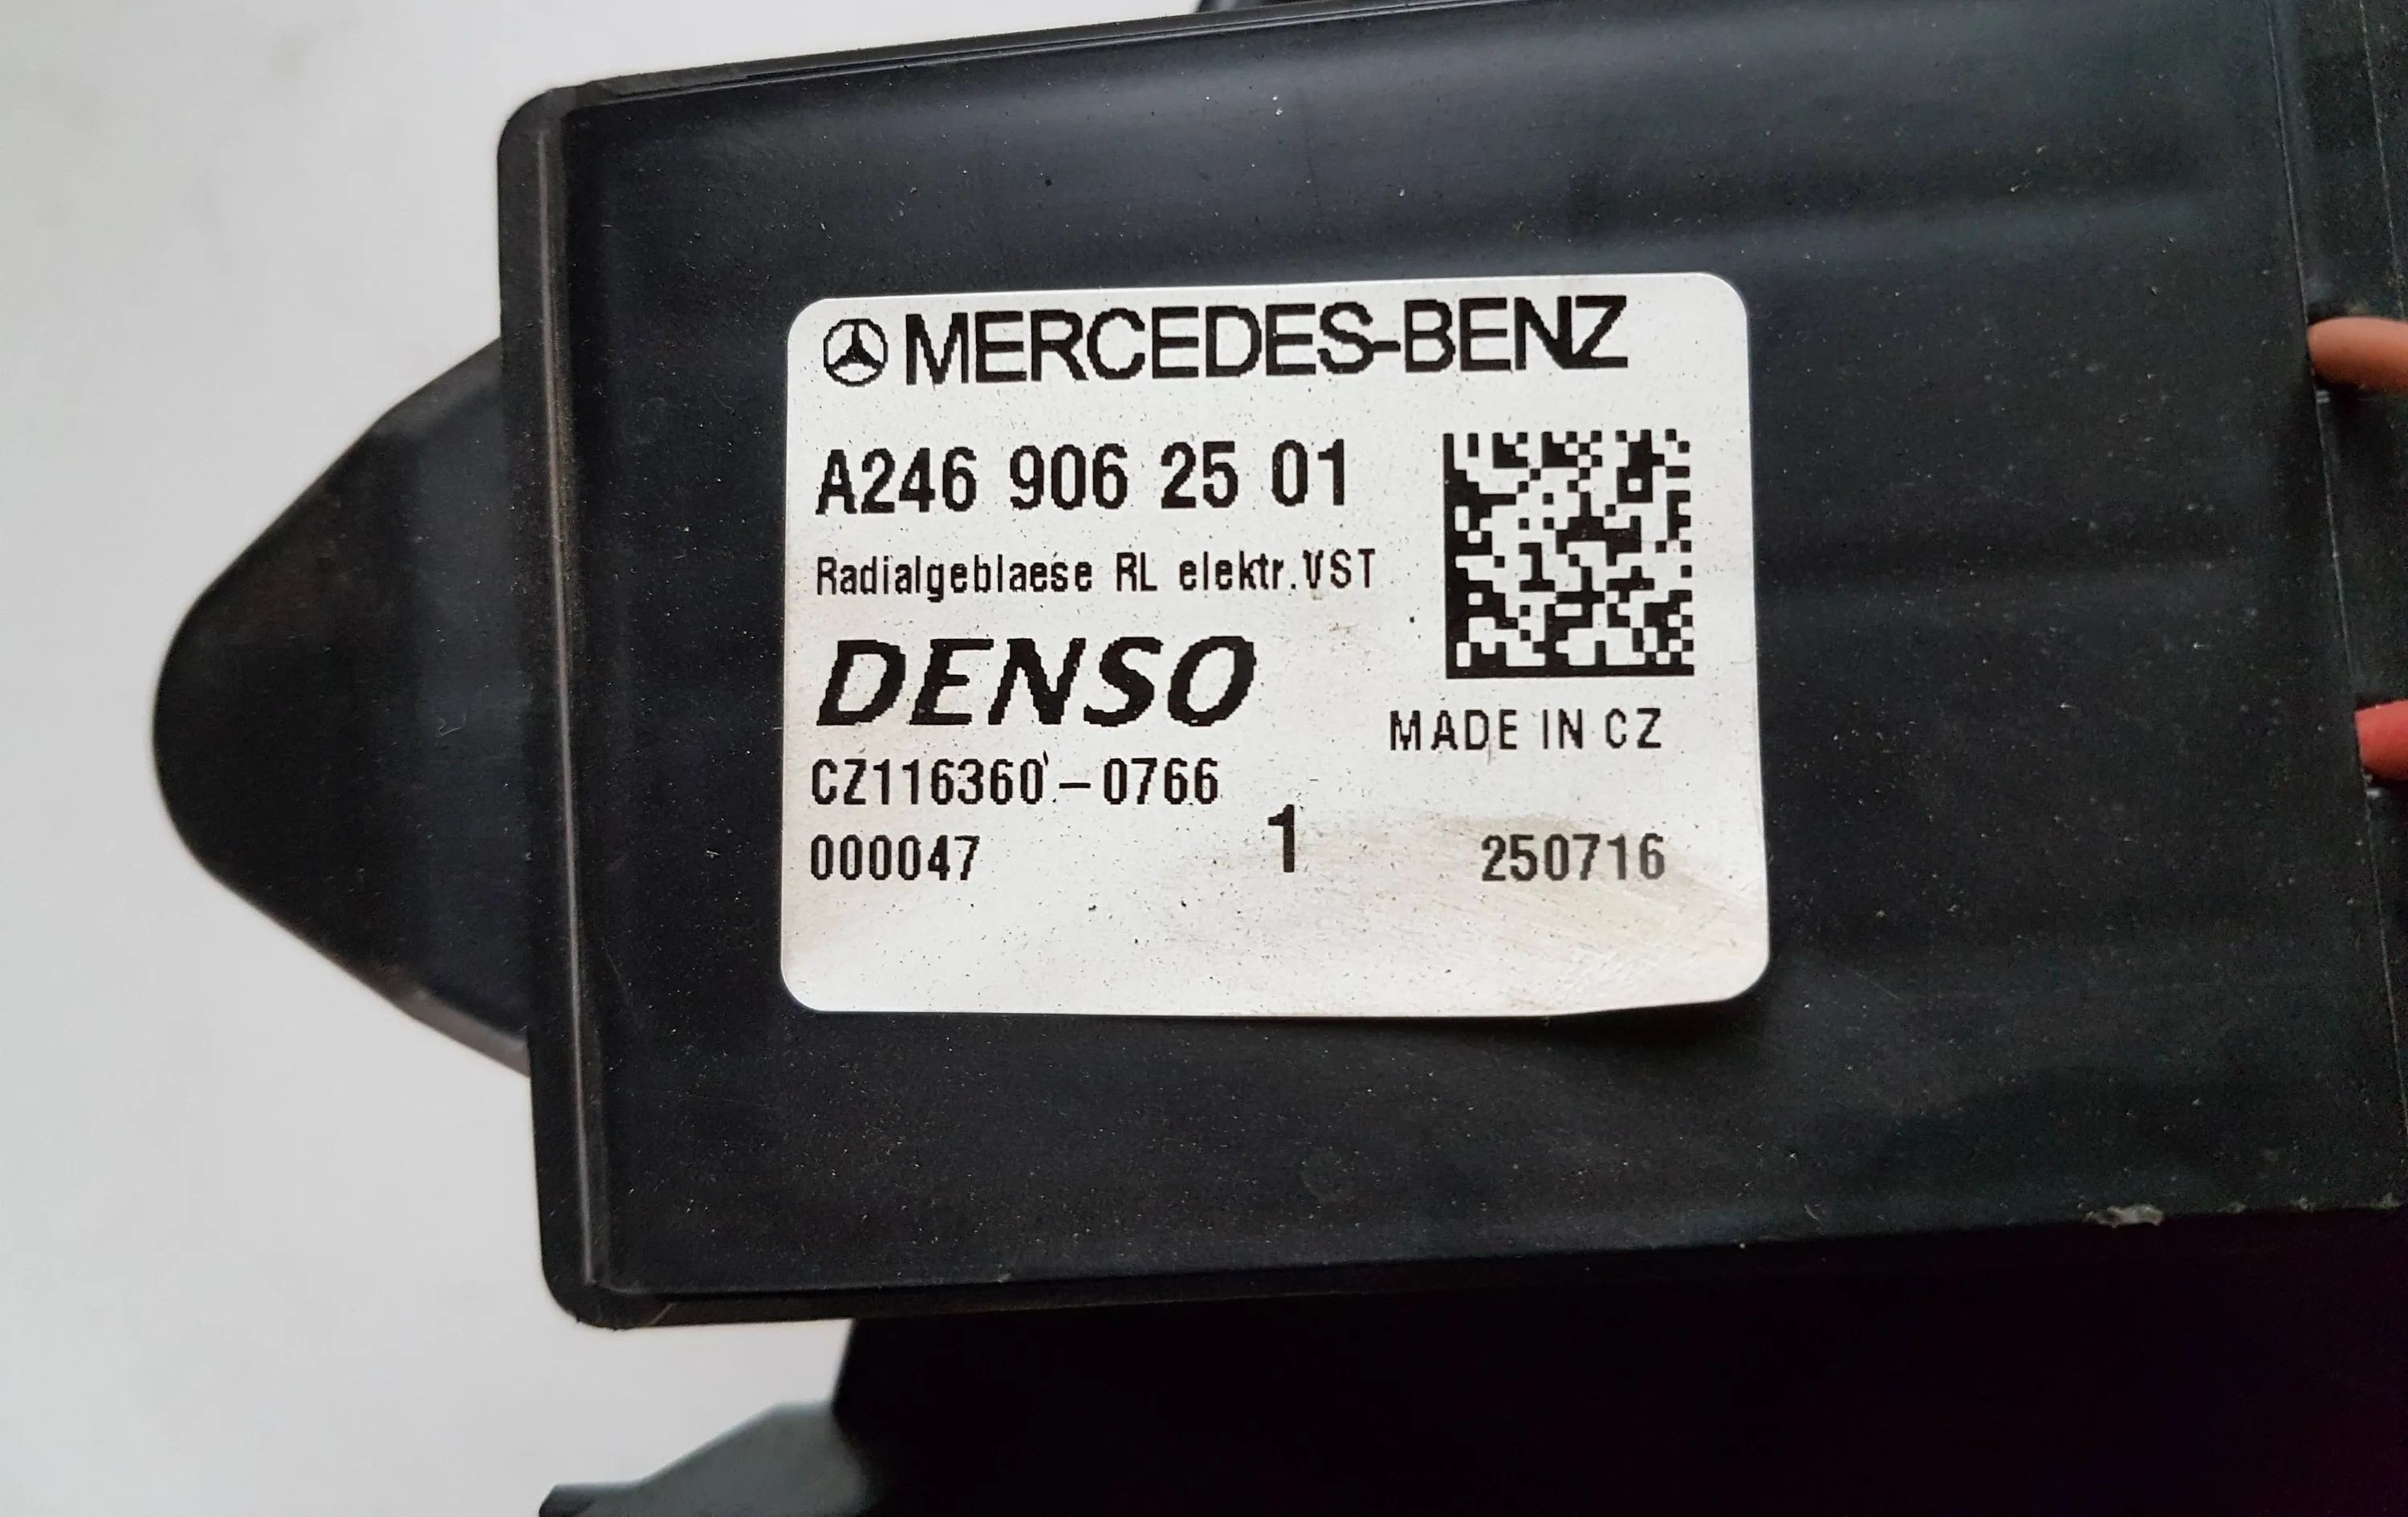 MERCEDES-BENZ
A246 906 25 01
Radialgeblaese RL elektr.VST
DENSO
MADE IN CZ
CZ116360-0766
000047
1
250716